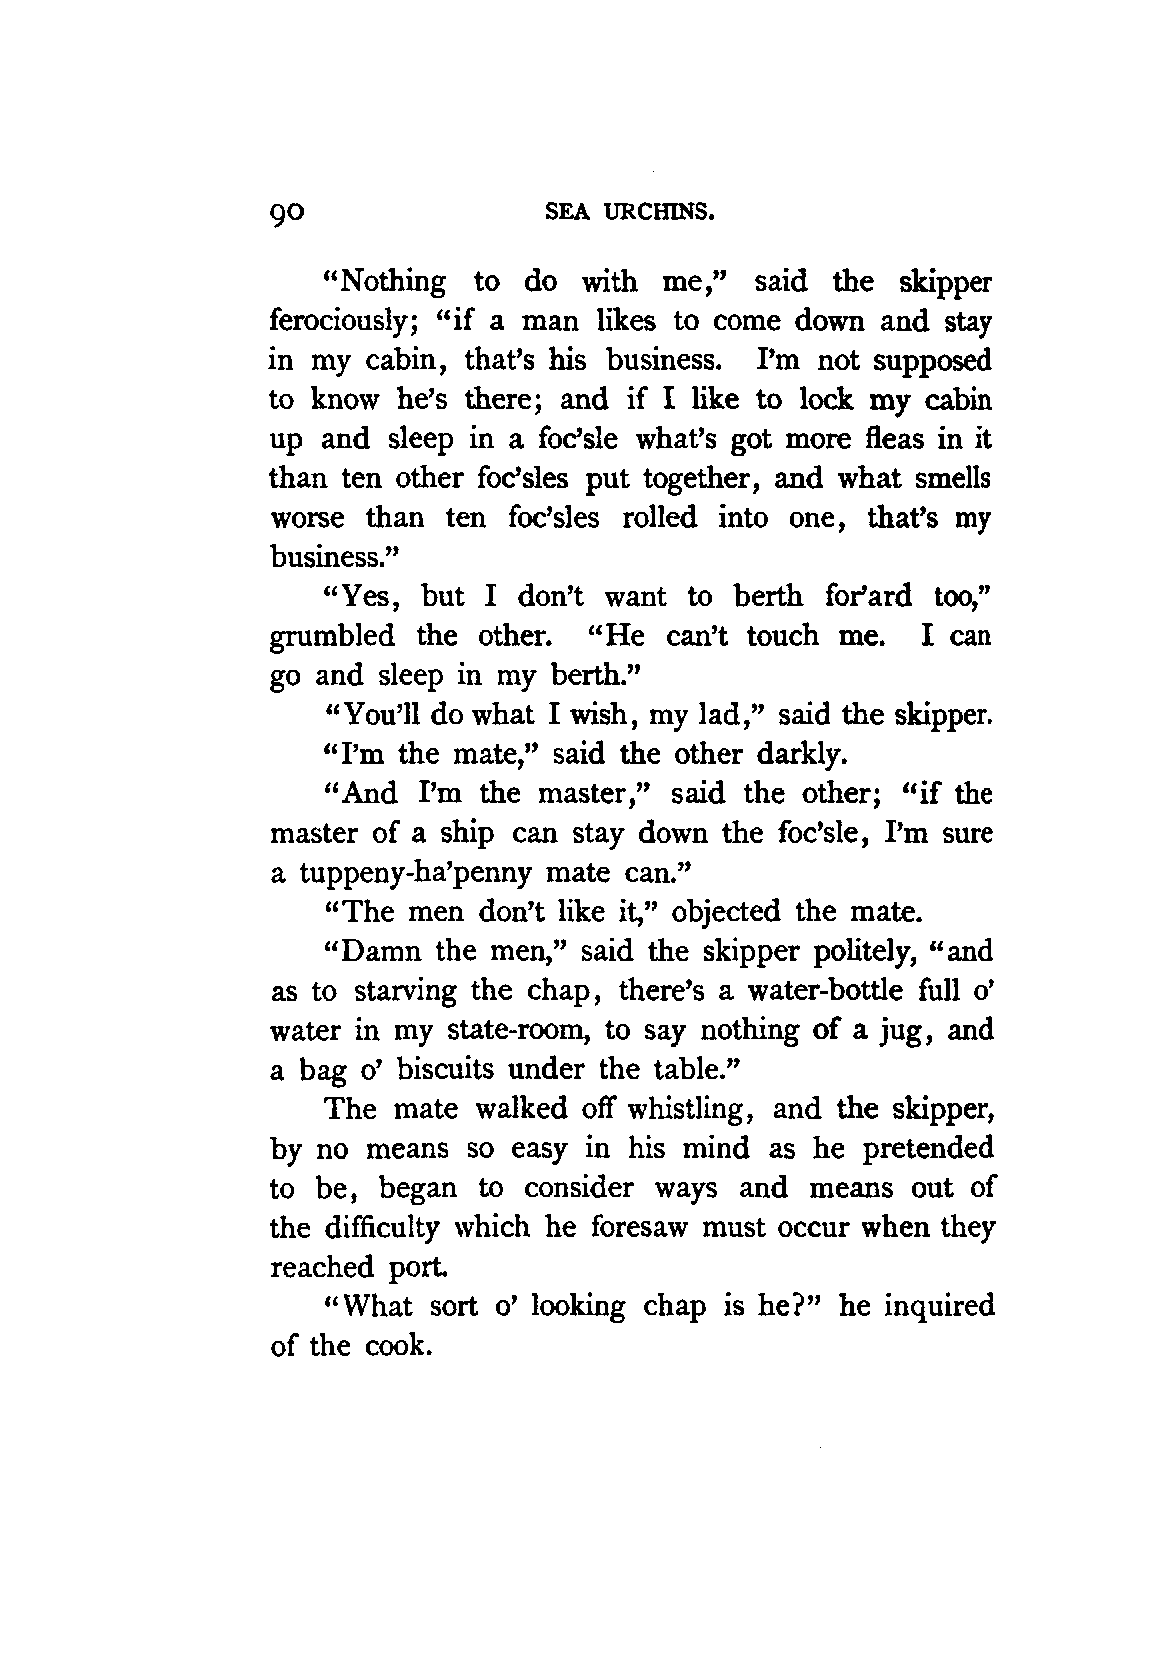 90 SEA URCHINS.
“Nothing to do with me,” said the skipper
ferociously; “if a man likes to come down and stay
in my cabin, that’s his business. I’m not supposed
to know he’s there; and if I like to lock my cabin
up and sleep in a foc’sle what’s got more fleas in it
than ten other foc’sles put together, and what smells
worse than ten foc’sles rolled into one, that’s my
business.”
“Yes, but I don’t want to berth for’ard too,”
grumbled the other. “He can’t touch me. I can
go and sleep in my berth.”
“You’ll do what I wish, my lad,” said the skipper.
“I’m the mate,” said the other darkly.
“And I’m the master,” said the other; “if the
master of a ship can stay down the foc’sle, I’m sure
a tuppeny-ha’penny mate can.”
“The men don’t like it,” objected the mate.
“Damn the men,” said the skipper politely, “and
as to starving the chap, there’s a water-bottle full o’
water in my state-room, to say nothing of a jug, and
a bag o’ biscuits under the table.”
The mate walked off whistling, and the skipper,
by no means so easy in his mind as he pretended
to be, began to consider ways and means out of
the difficulty which he foresaw must occur when they
reached port.
“What sort o’ looking chap is he?” he inquired
of the cook.